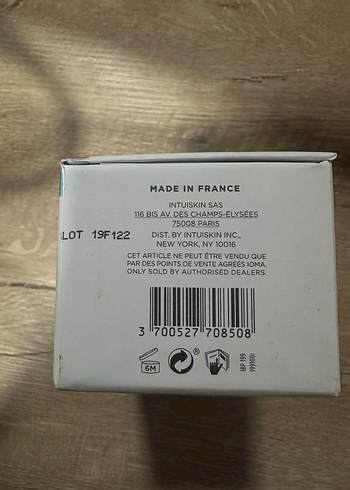 MADE IN FRANCE
INTUISKIN SAS
116 BIS AV. DES CHAMPS-ÉLYSÉES
75008 PARIS
LOT 19F122
DIST. BY INTUISKIN INC.,
NEW YORK, NY 10016
CET ARTICLE NE PEUT ÊTRE VENDU QUE
PAR DES POINTS DE VENTE AGRÉÉS IOMA.
ONLY SOLD BY AUTHORISED DEALERS.
3 700527 708508
6M
®